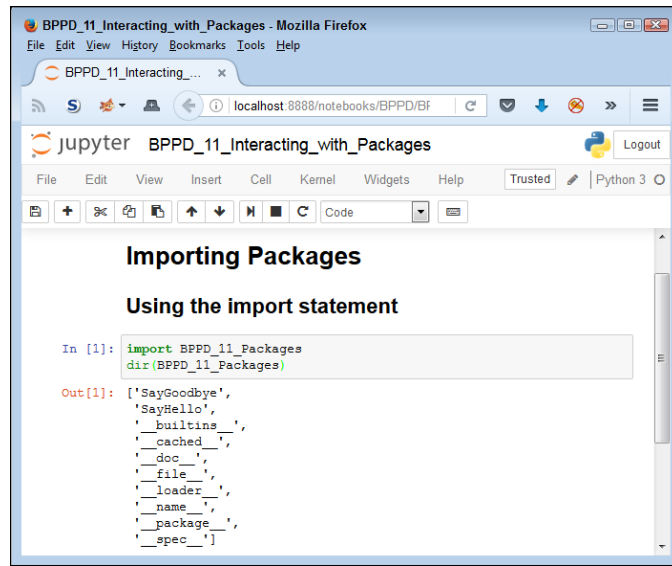 BPPD_11_Interacting_with_Packages - Mozilla Firefox
File Edit View History Bookmarks Tools Help
BPPD_11_Interacting_... ×
S localhost:8888/notebooks/BPPD/BF »
jupyter BPPD_11_Interacting_with_Packages Logout
File Edit View Insert Cell Kernel Widgets Help Trusted Python 3
Code
Importing Packages
Using the import statement
In [1]: import BPPD_11_Packages
dir(BPPD_11_Packages)
Out[1]: ['SayGoodbye',
'SayHello',
'__builtins__',
'__cached__',
'__doc__',
'__file__',
'__loader__',
'__name__',
'__package__',
'__spec__']